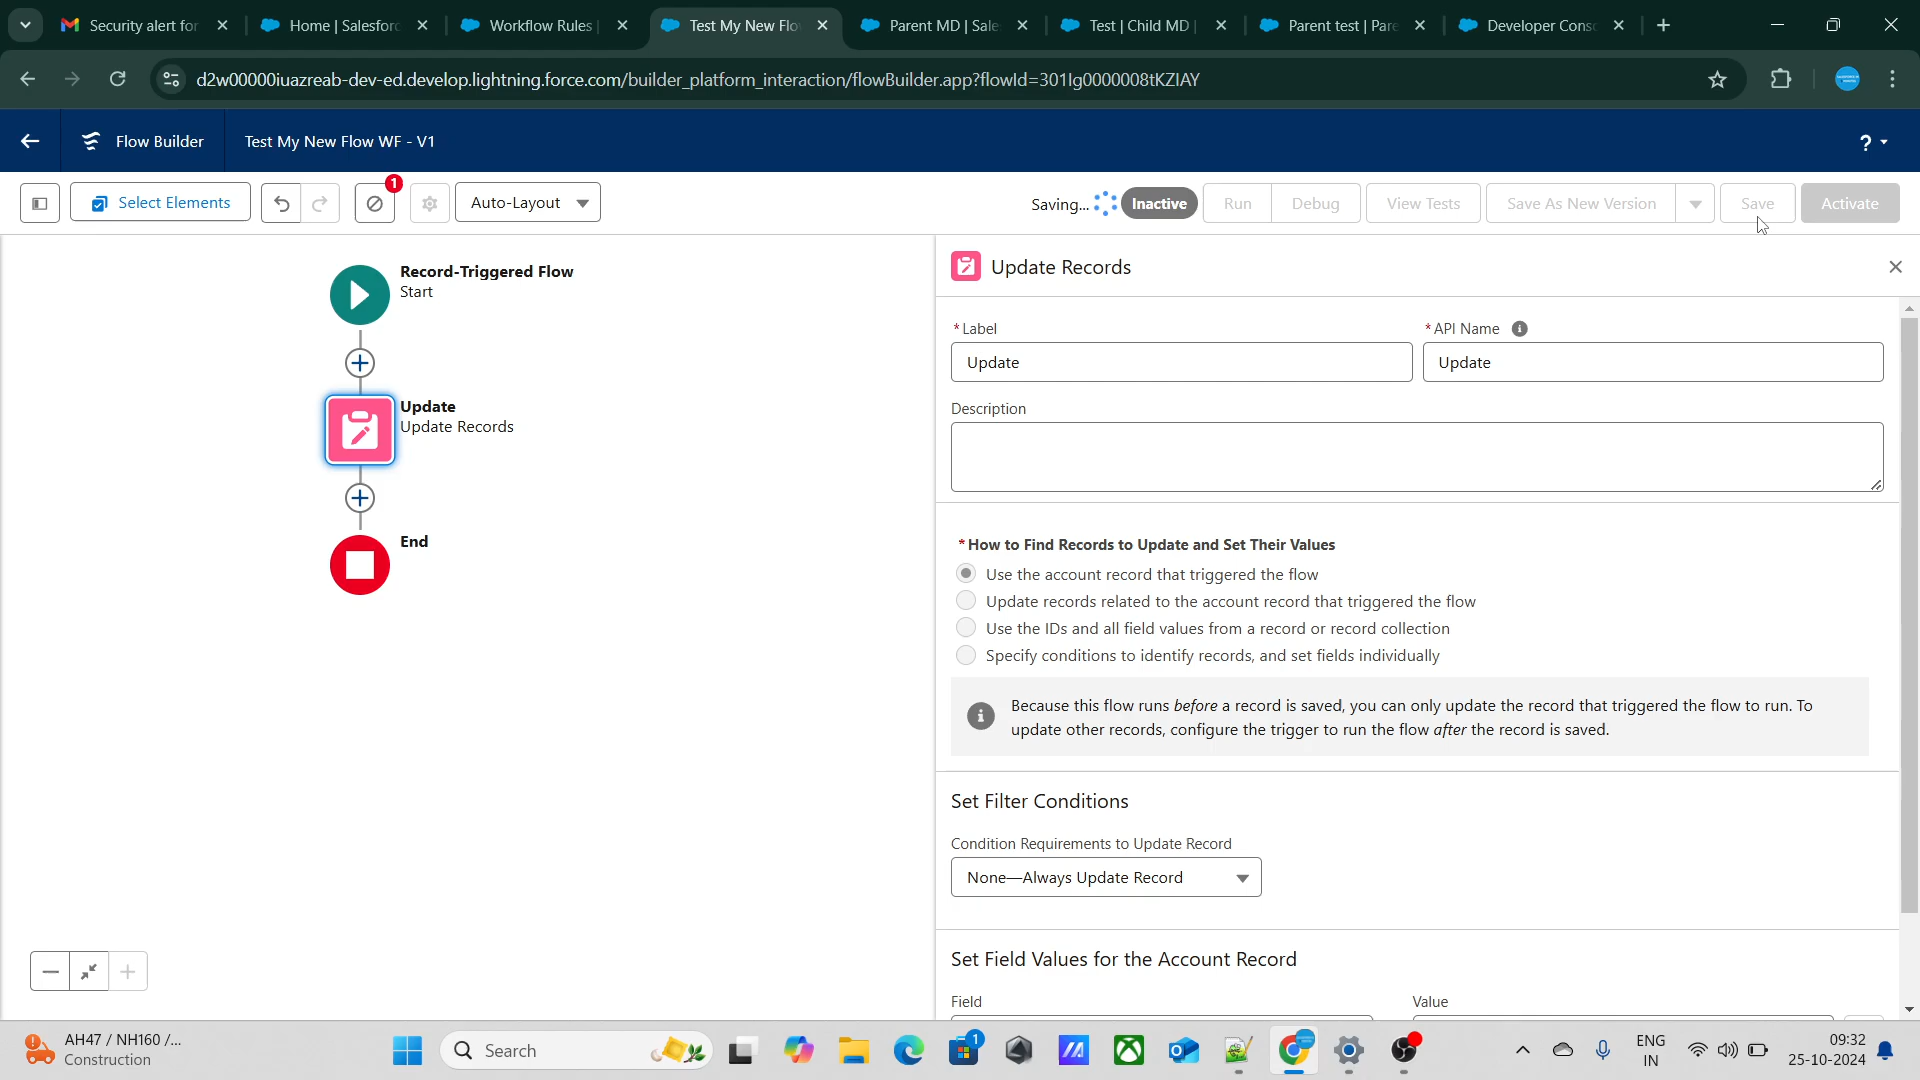 Security alert for
Home | Salesforc
Workflow Rules |
Test My New Flo
Parent MD | Sale
Test | Child MD |
Parent test | Pare
Developer Conso
d2w00000iuazreab-dev-ed.develop.lightning.force.com/builder_platform_interaction/flowBuilder.app?flowId=301Ig0000008tKZIAY
Flow Builder
Test My New Flow WF - V1
?
Select Elements
1
Auto-Layout
Saving...
Inactive
Run
Debug
View Tests
Save As New Version
Save
Activate
Record-Triggered Flow
Start
Update
Update Records
End
Update Records
* Label
* API Name
Update
Update
Description
* How to Find Records to Update and Set Their Values
Use the account record that triggered the flow
Update records related to the account record that triggered the flow
Use the IDs and all field values from a record or record collection
Specify conditions to identify records, and set fields individually
Because this flow runs before a record is saved, you can only update the record that triggered the flow to run. To
update other records, configure the trigger to run the flow after the record is saved.
Set Filter Conditions
Condition Requirements to Update Record
None—Always Update Record
Set Field Values for the Account Record
Field
Value
AH47 / NH160 /...
Construction
Search
1
ENG
IN
09:32
25-10-2024